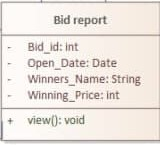 Bid report
- Bid_id: int
- Open_Date: Date
- Winners_Name: String
- Winning_Price: int
+ view(): void